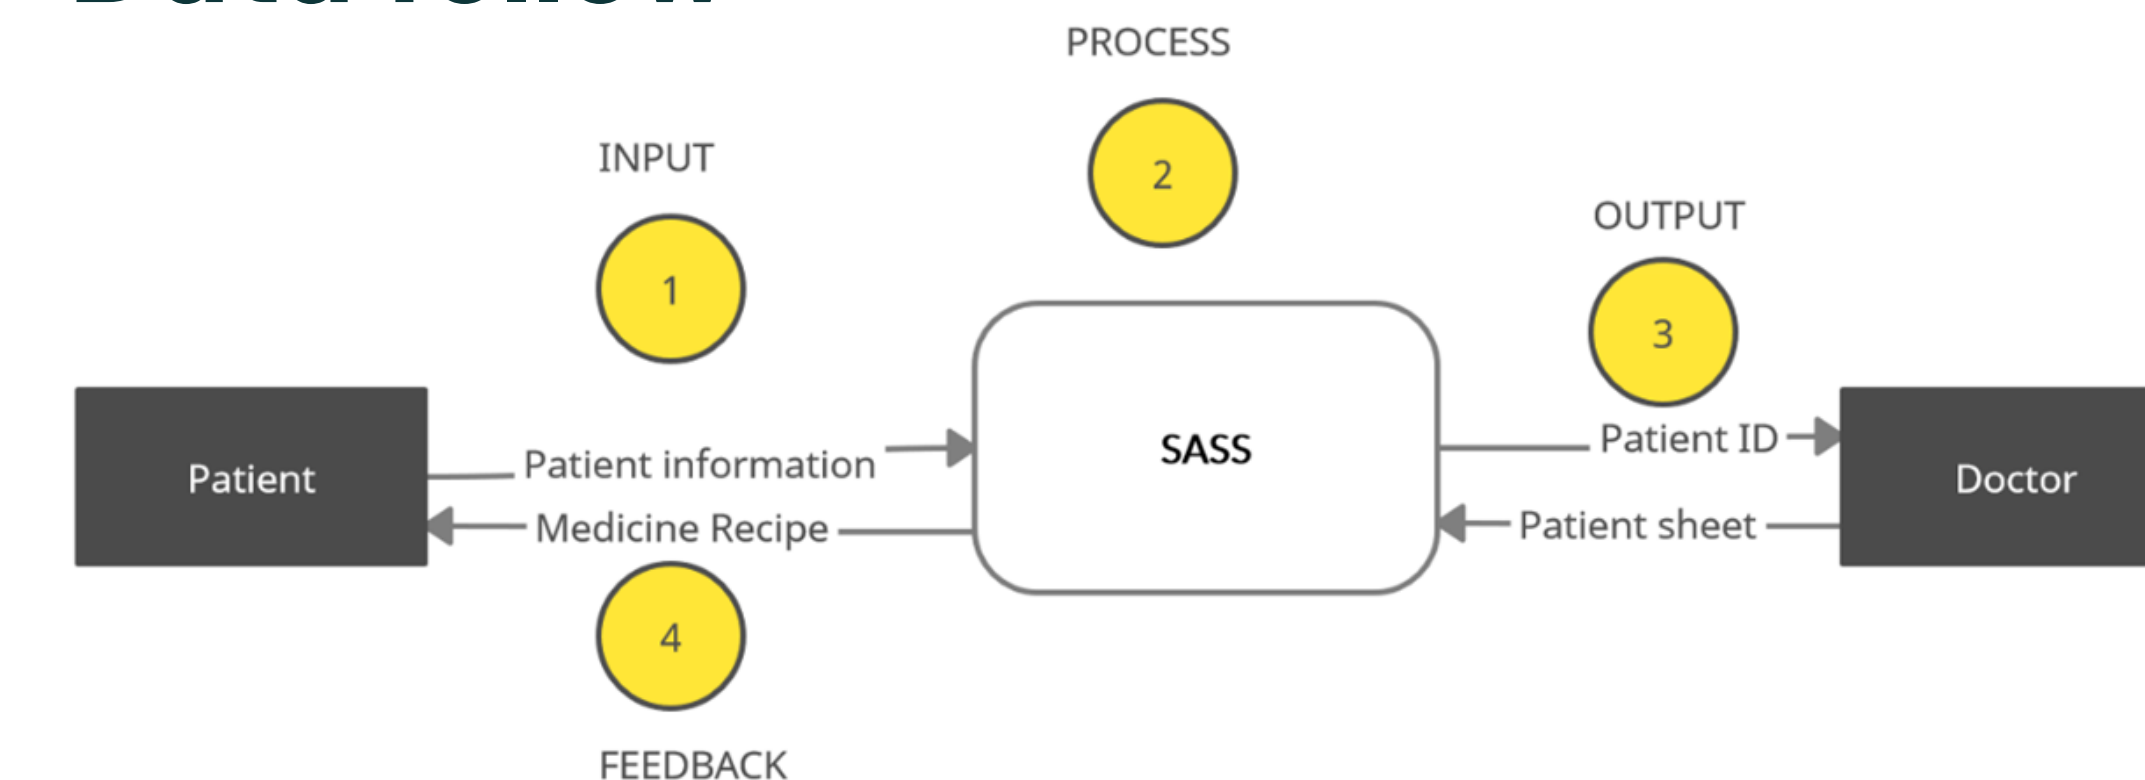 PROCESS
2
INPUT
1
OUTPUT
3
Patient
Patient information
Medicine Recipe
SASS
Patient ID
Patient sheet
Doctor
4
FEEDBACK